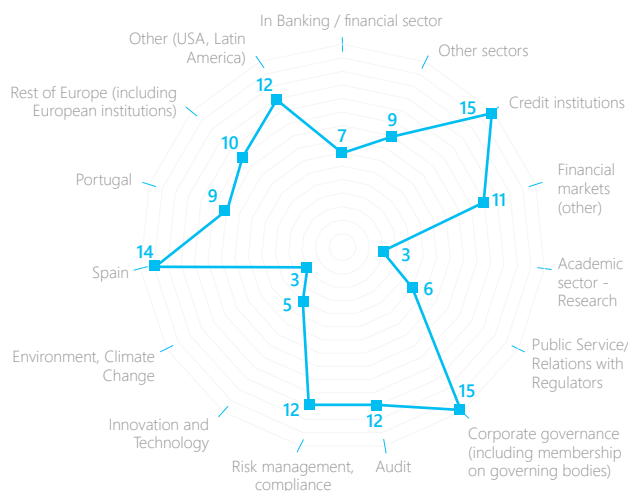 In Banking / financial sector
Other (USA, Latin
America)
Other sectors
12
15
Credit institutions
Rest of Europe (including
European institutions)
7
9
10
Financial
markets
(other)
Portugal
9
11
14
Spain
3
Academic
sector -
Research
3
6
5
Environment, Climate
Change
Public Service/
Relations with
Regulators
15
12
12
Innovation and
Technology
Corporate governance
(including membership
on governing bodies)
Risk management,
compliance
Audit